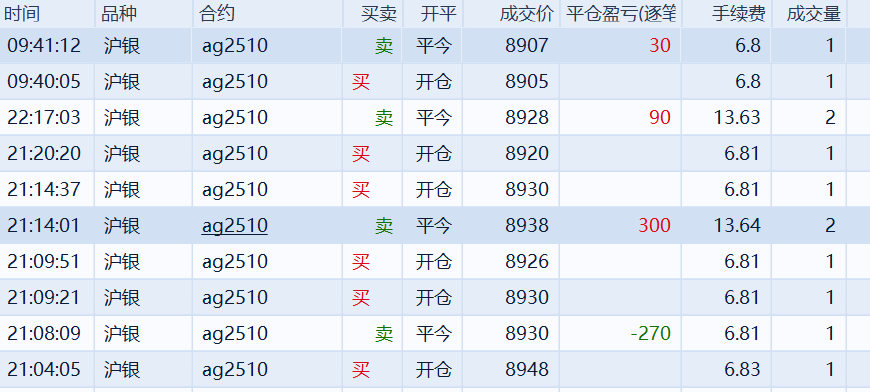 时间 品种 合约 买卖 开平 成交价 平仓盈亏(逐笔 手续费 成交量
09:41:12 沪银 ag2510 卖 平今 8907 30 6.8 1
09:40:05 沪银 ag2510 买 开仓 8905 6.8 1
22:17:03 沪银 ag2510 卖 平今 8928 90 13.63 2
21:20:20 沪银 ag2510 买 开仓 8920 6.81 1
21:14:37 沪银 ag2510 买 开仓 8930 6.81 1
21:14:01 沪银 ag2510 卖 平今 8938 300 13.64 2
21:09:51 沪银 ag2510 买 开仓 8926 6.81 1
21:09:21 沪银 ag2510 买 开仓 8930 6.81 1
21:08:09 沪银 ag2510 卖 平今 8930 -270 6.81 1
21:04:05 沪银 ag2510 买 开仓 8948 6.83 1